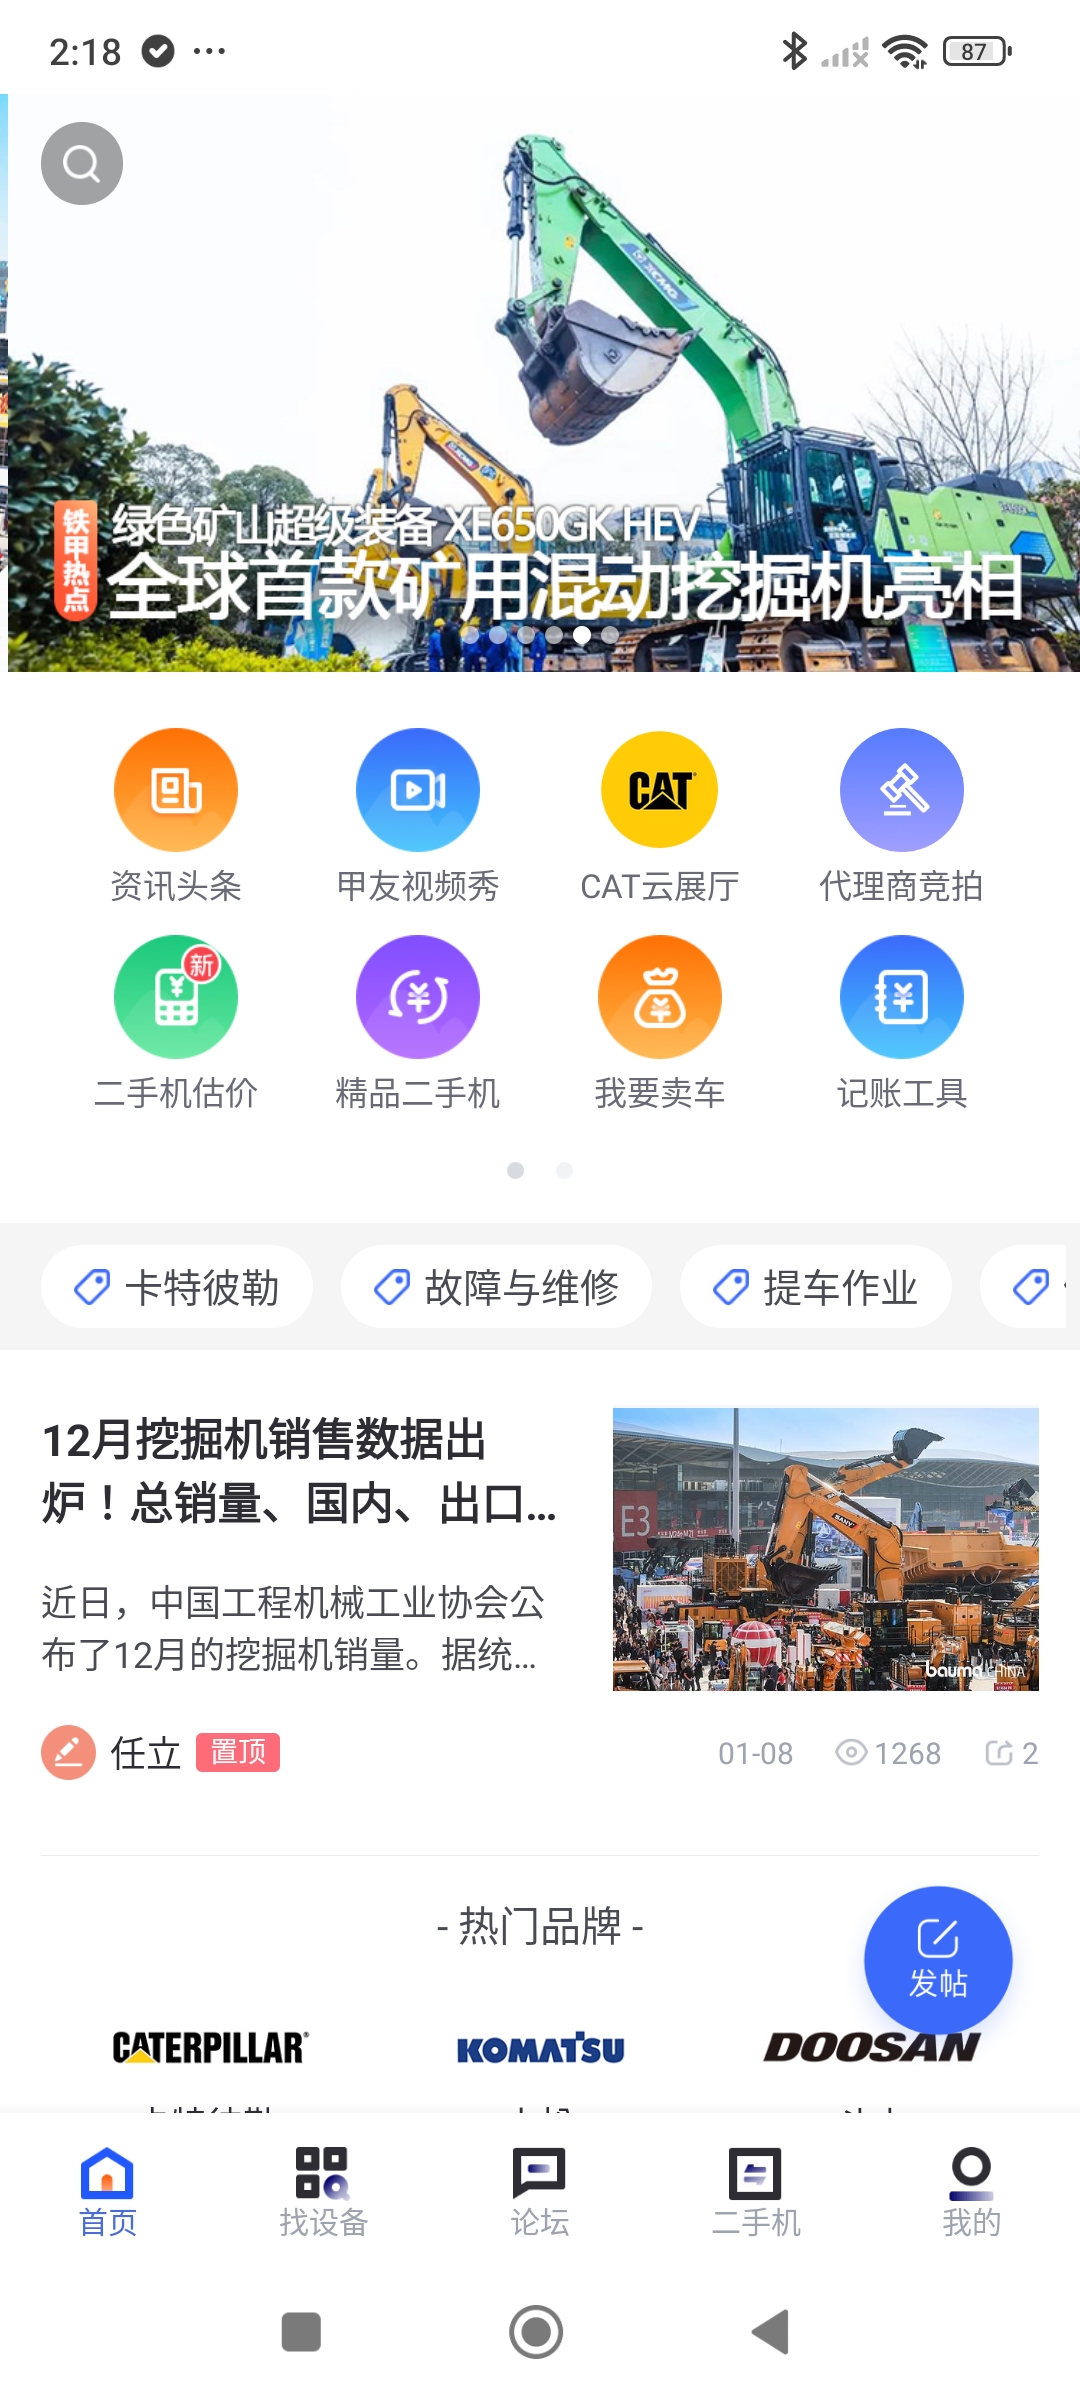 2:18
87
XCMG
铁甲热点
绿色矿山超级装备 XE650GK HEV
全球首款矿用混动挖掘机亮相
CAT
资讯头条
甲友视频秀
CAT云展厅
代理商竞拍
新
二手机估价
精品二手机
我要卖车
记账工具
卡特彼勒
故障与维修
提车作业
12月挖掘机销售数据出
炉！总销量、国内、出口...
近日，中国工程机械工业协会公
布了12月的挖掘机销量。据统...
E3
SANY
bauma CHINA
任立
置顶
01-08
1268
2
- 热门品牌 -
发帖
CATERPILLAR
KOMATSU
DOOSAN
首页
找设备
论坛
二手机
我的